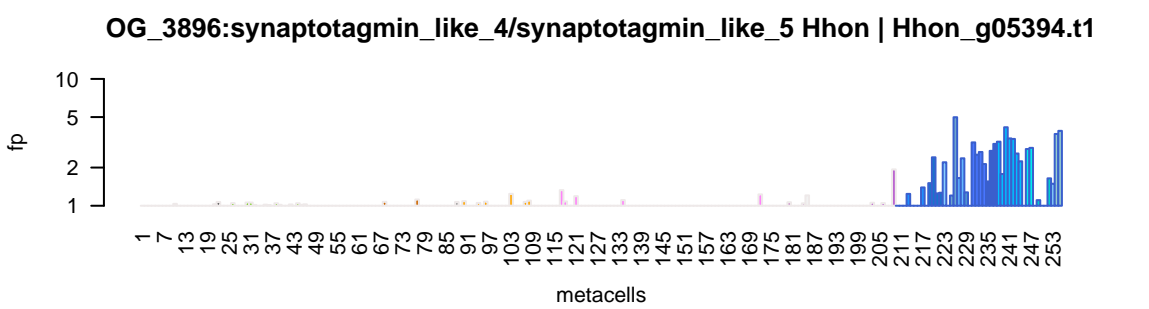 OG_3896:synaptotagmin_like_4/synaptotagmin_like_5 Hhon | Hhon_g05394.t1
10
5
2
1
fp
1 7 13 19 25 31 37 43 49 55 61 67 73 79 85 91 97 103 109 115 121 127 133 139 145 151 157 163 169 175 181 187 193 199 205 211 217 223 229 235 241 247 253
metacells